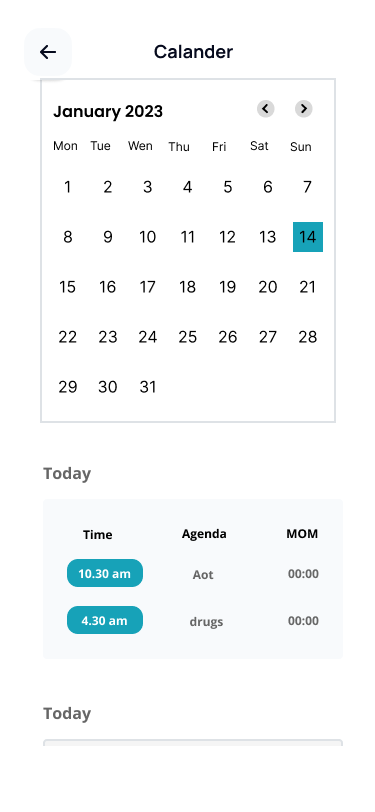 Calander
January 2023
Mon Tue Wen Thu Fri Sat Sun
1 2 3 4 5 6 7
8 9 10 11 12 13 14
15 16 17 18 19 20 21
22 23 24 25 26 27 28
29 30 31
Today
Time Agenda MOM
10.30 am Aot 00:00
4.30 am drugs 00:00
Today